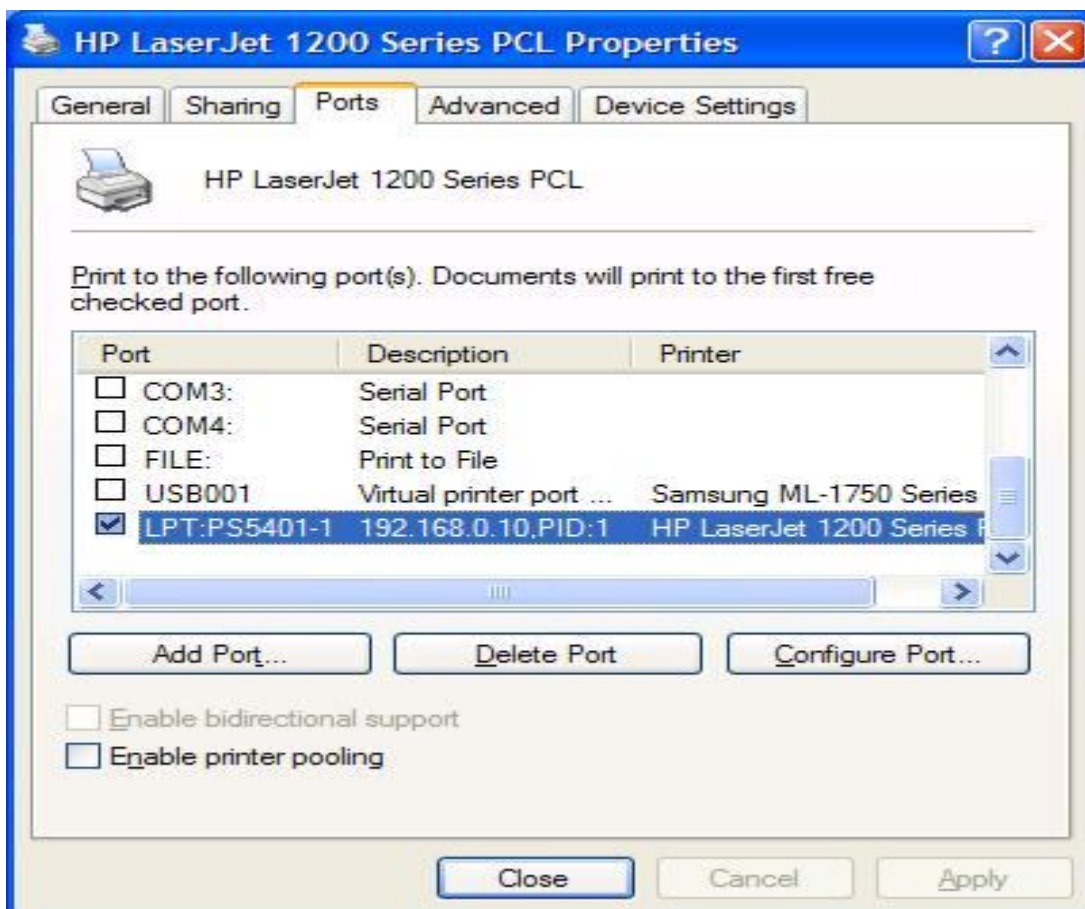 HP LaserJet 1200 Series PCL Properties
General Sharing Ports Advanced Device Settings
HP LaserJet 1200 Series PCL
Print to the following port(s). Documents will print to the first free
checked port.
Port Description Printer
COM3: Serial Port
COM4: Serial Port
FILE: Print to File
USB001 Virtual printer port ... Samsung ML-1750 Series
LPT:PS5401-1 192.168.0.10,PID:1 HP LaserJet 1200 Series
Add Port... Delete Port Configure Port...
Enable bidirectional support
Enable printer pooling
Close Cancel Apply